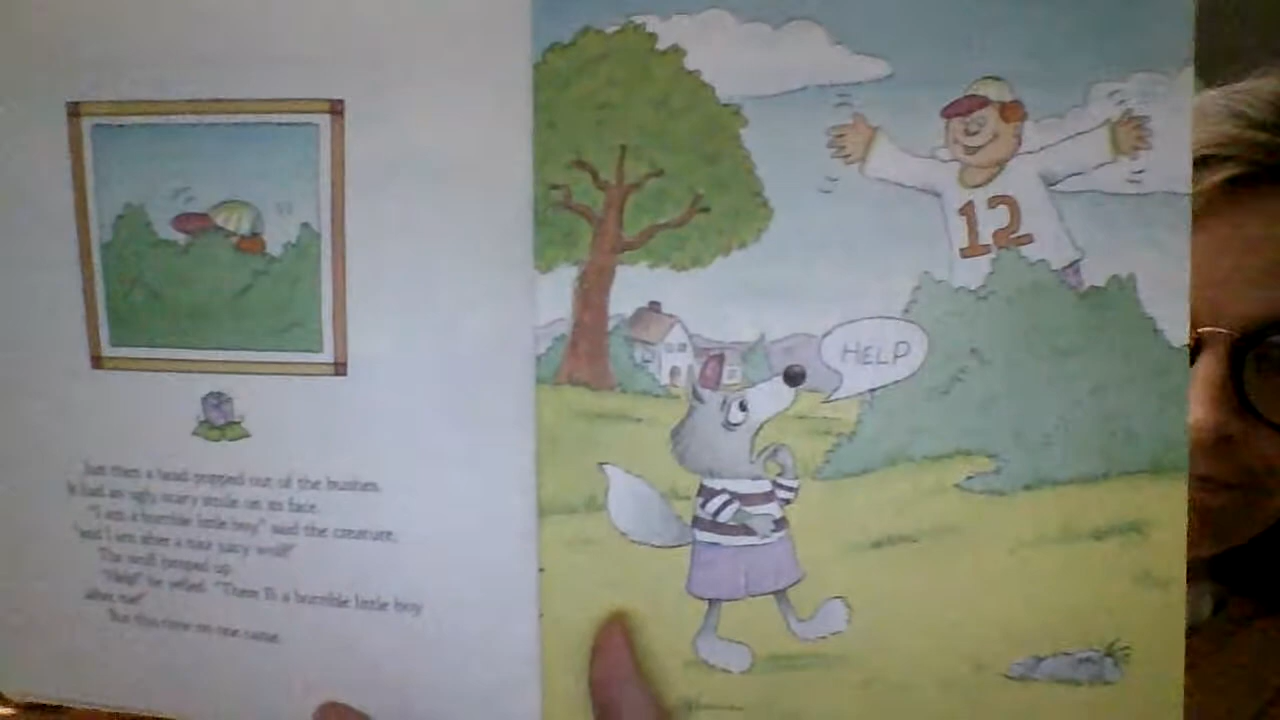 Just then a head popped out of the bushes.
It had an ugly scary smile on its face.
"I am a horrible little boy" said the creature,
"and I am after a nice juicy wolf!"
The wolf jumped up.
"Help!" he yelled. "There is a horrible little boy
after me!"
But this time no one came.
12
HELP